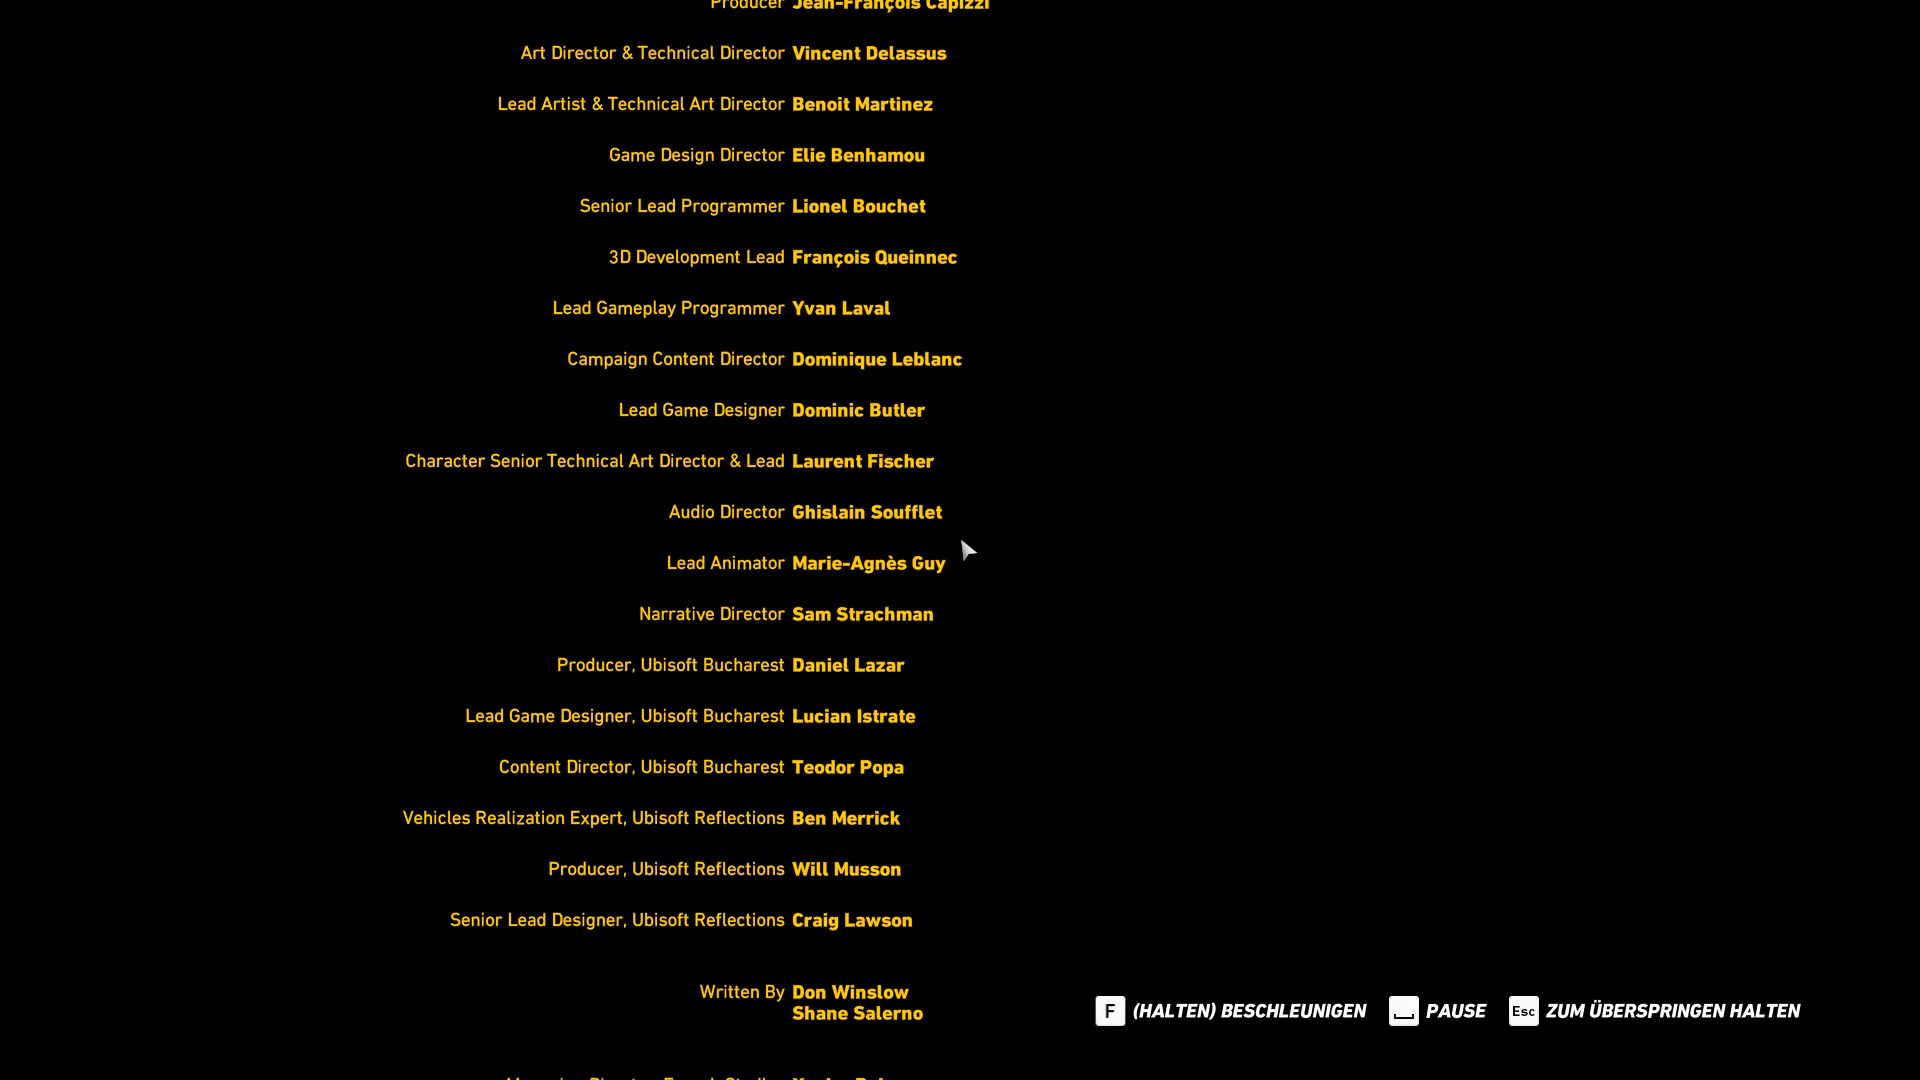 Producer Jean-François Capizzi
Art Director & Technical Director Vincent Delassus
Lead Artist & Technical Art Director Benoit Martinez
Game Design Director Elie Benhamou
Senior Lead Programmer Lionel Bouchet
3D Development Lead François Queinnec
Lead Gameplay Programmer Yvan Laval
Campaign Content Director Dominique Leblanc
Lead Game Designer Dominic Butler
Character Senior Technical Art Director & Lead Laurent Fischer
Audio Director Ghislain Soufflet
Lead Animator Marie-Agnès Guy
Narrative Director Sam Strachman
Producer, Ubisoft Bucharest Daniel Lazar
Lead Game Designer, Ubisoft Bucharest Lucian Istrate
Content Director, Ubisoft Bucharest Teodor Popa
Vehicles Realization Expert, Ubisoft Reflections Ben Merrick
Producer, Ubisoft Reflections Will Musson
Senior Lead Designer, Ubisoft Reflections Craig Lawson
Written By Don Winslow
Shane Salerno
F (HALTEN) BESCHLEUNIGEN PAUSE Esc ZUM ÜBERSPRINGEN HALTEN